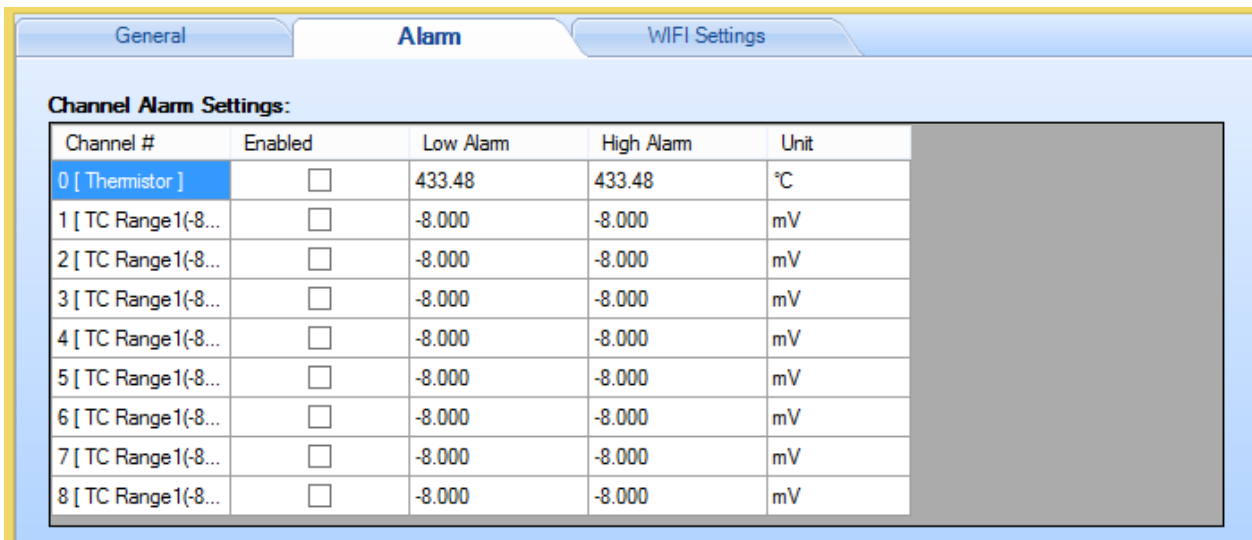 General Alarm WIFI Settings
Channel Alarm Settings:
Channel # Enabled Low Alarm High Alarm Unit
0 [ Thermistor ] 433.48 433.48 °C
1 [ TC Range1(-8... -8.000 -8.000 mV
2 [ TC Range1(-8... -8.000 -8.000 mV
3 [ TC Range1(-8... -8.000 -8.000 mV
4 [ TC Range1(-8... -8.000 -8.000 mV
5 [ TC Range1(-8... -8.000 -8.000 mV
6 [ TC Range1(-8... -8.000 -8.000 mV
7 [ TC Range1(-8... -8.000 -8.000 mV
8 [ TC Range1(-8... -8.000 -8.000 mV